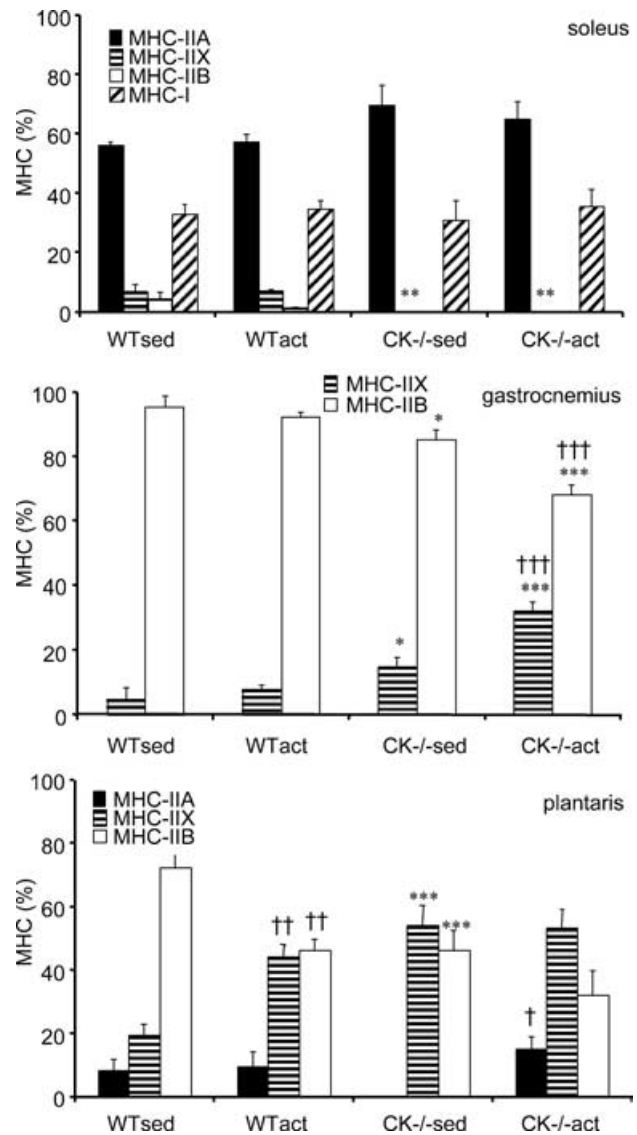 soleus
MHC-IIA
MHC-IIX
MHC-IIB
MHC-I
MHC (%)
100
80
60
40
20
0
** **
WTsed WTact CK-/-sed CK-/-act
MHC-IIX
MHC-IIB
gastrocnemius
MHC (%)
100
80
60
40
20
0
* * ††† *** ††† ***
WTsed WTact CK-/-sed CK-/-act
MHC-IIA
MHC-IIX
MHC-IIB
plantaris
MHC (%)
100
80
60
40
20
0
†† †† *** *** †
WTsed WTact CK-/-sed CK-/-act